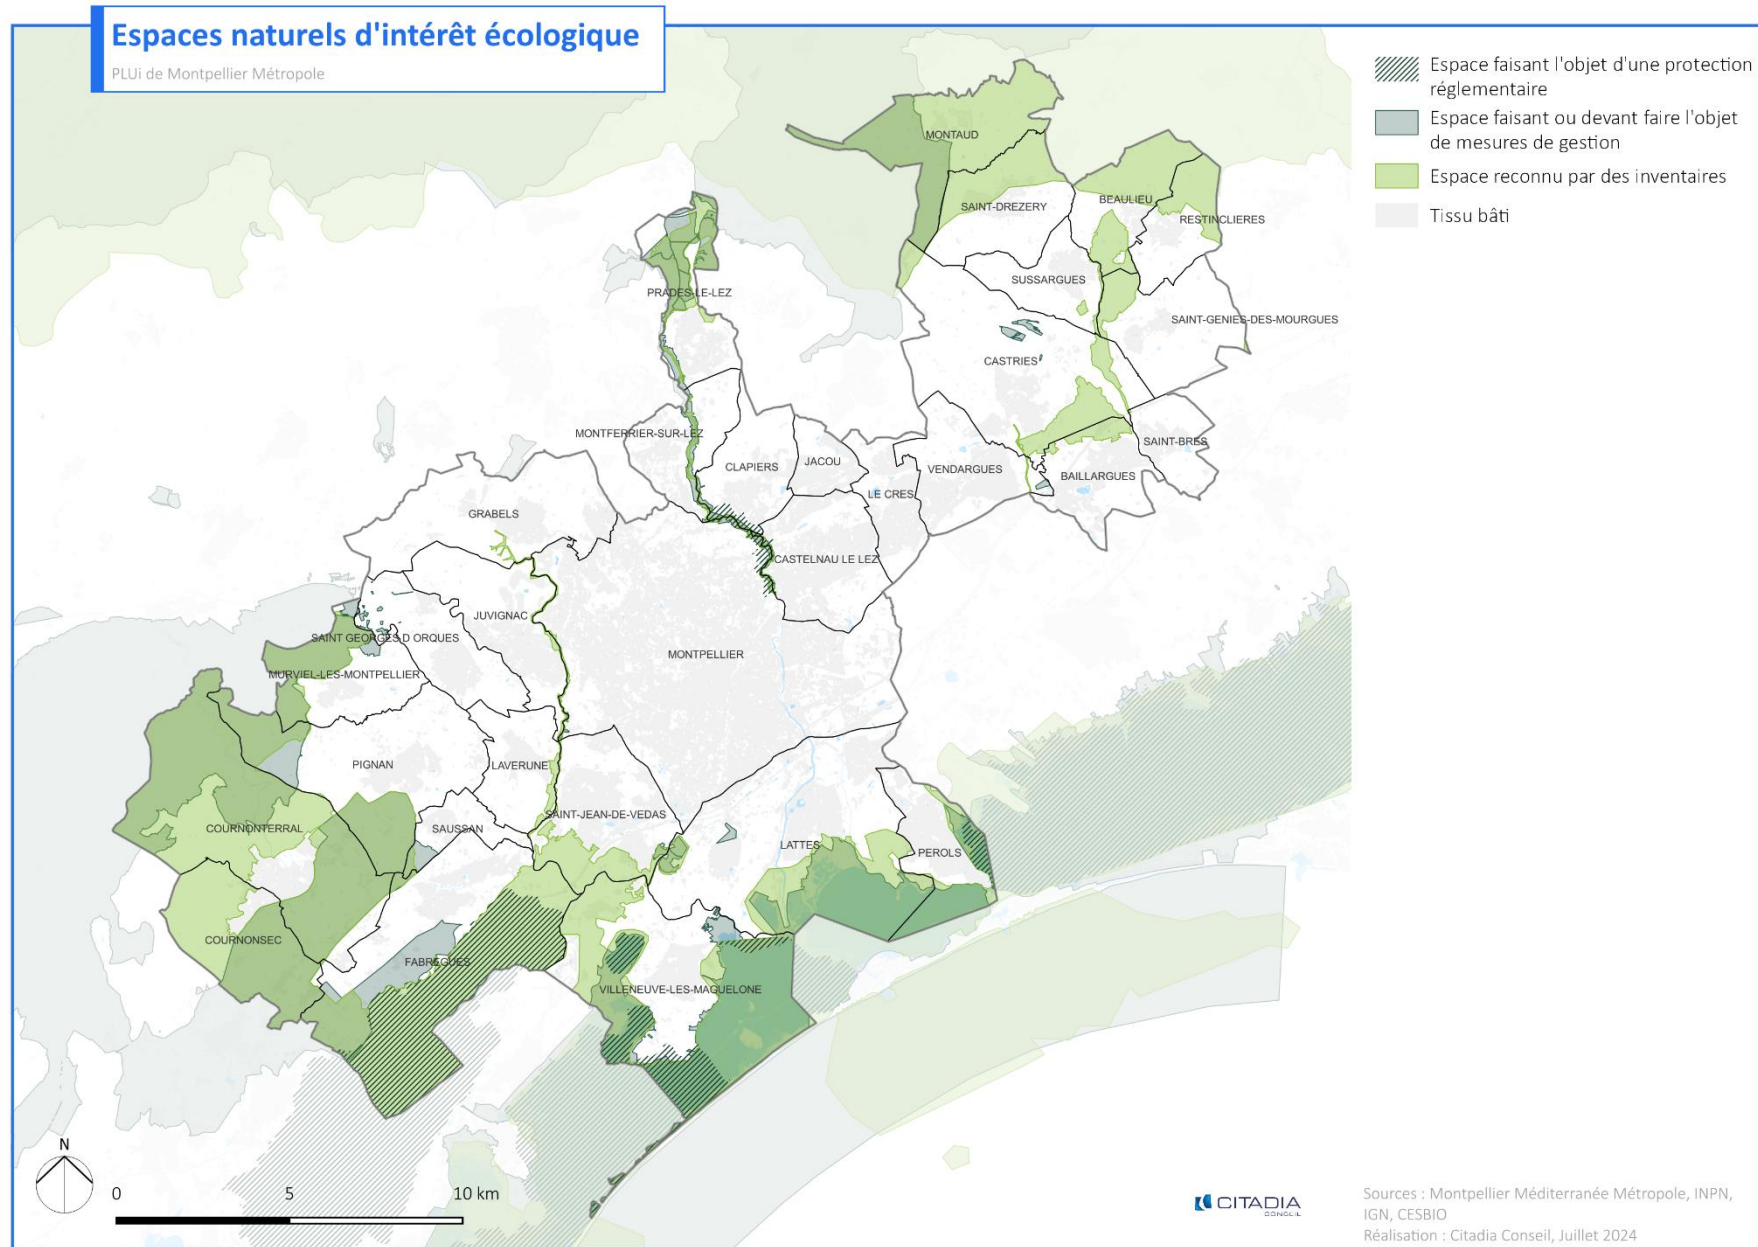 Espaces naturels d'intérêt écologique
PLUi de Montpellier Métropole
Espace faisant l'objet d'une protection
réglementaire
Espace faisant ou devant faire l'objet
de mesures de gestion
Espace reconnu par des inventaires
Tissu bâti
MONTAUD
SAINT-DREZERY
BEAULIEU
RESTINCLIERES
SUSSARGUES
PRADES-LE-LEZ
SAINT-GENIES-DES-MOURGUES
CASTRIES
MONTFERRIER-SUR-LEZ
SAINT-BRES
CLAPIERS
JACOU
VENDARGUES
BAILLARGUES
LE CRES
GRABELS
CASTELNAU LE LEZ
JUVIGNAC
SAINT GEORGES D ORQUES
MONTPELLIER
MURVIEL-LES-MONTPELLIER
PIGNAN
LAVERUNE
SAINT-JEAN-DE-VEDAS
COURNONTERRAL
SAUSSAN
LATTES
PEROLS
COURNONSEC
FABREGUES
VILLENEUVE-LES-MAGUELONE
N
0 5 10 km
CITADIA
CONSEIL
Sources : Montpellier Méditerranée Métropole, INPN,
IGN, CESBIO
Réalisation : Citadia Conseil, Juillet 2024